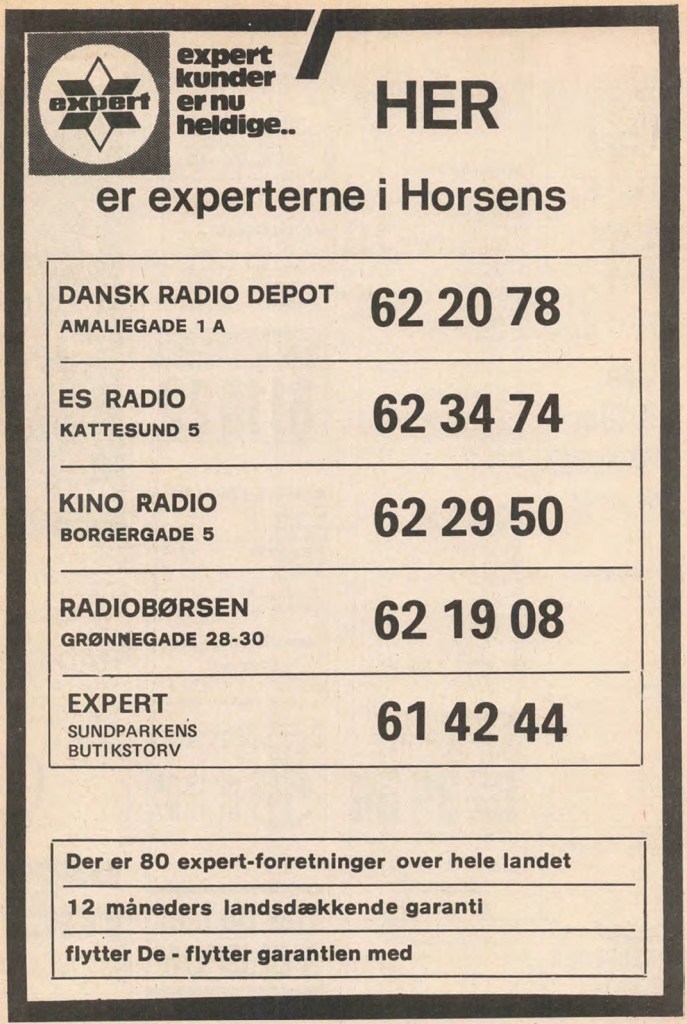 expert
expert
kunder
er nu
heldige..
HER
er experterne i Horsens
DANSK RADIO DEPOT
AMALIEGADE 1 A
62 20 78
ES RADIO
KATTESUND 5
62 34 74
KINO RADIO
BORGERGADE 5
62 29 50
RADIOBØRSEN
GRØNNEGADE 28-30
62 19 08
EXPERT
SUNDPARKENS
BUTIKSTORV
61 42 44
Der er 80 expert-forretninger over hele landet
12 måneders landsdækkende garanti
flytter De - flytter garantien med